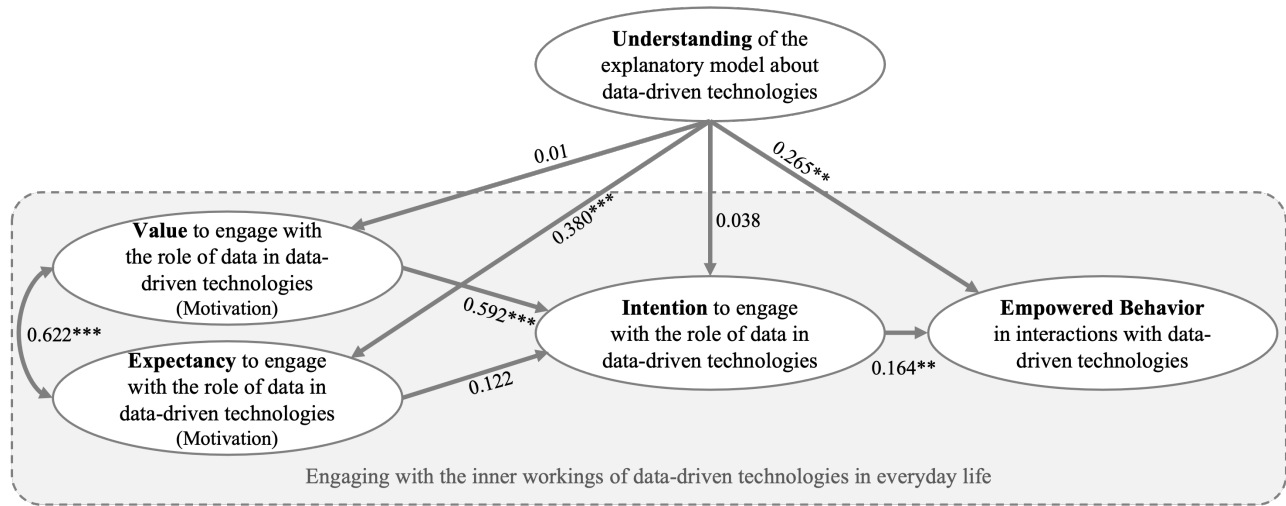 Understanding of the
explanatory model about
data-driven technologies
0.01
0.380***
0.038
0.265**
Value to engage with
the role of data in data-
driven technologies
(Motivation)
0.622***
Expectancy to engage
with the role of data in
data-driven technologies
(Motivation)
0.592***
0.122
Intention to engage
with the role of data in
data-driven technologies
0.164**
Empowered Behavior
in interactions with data-
driven technologies
Engaging with the inner workings of data-driven technologies in everyday life